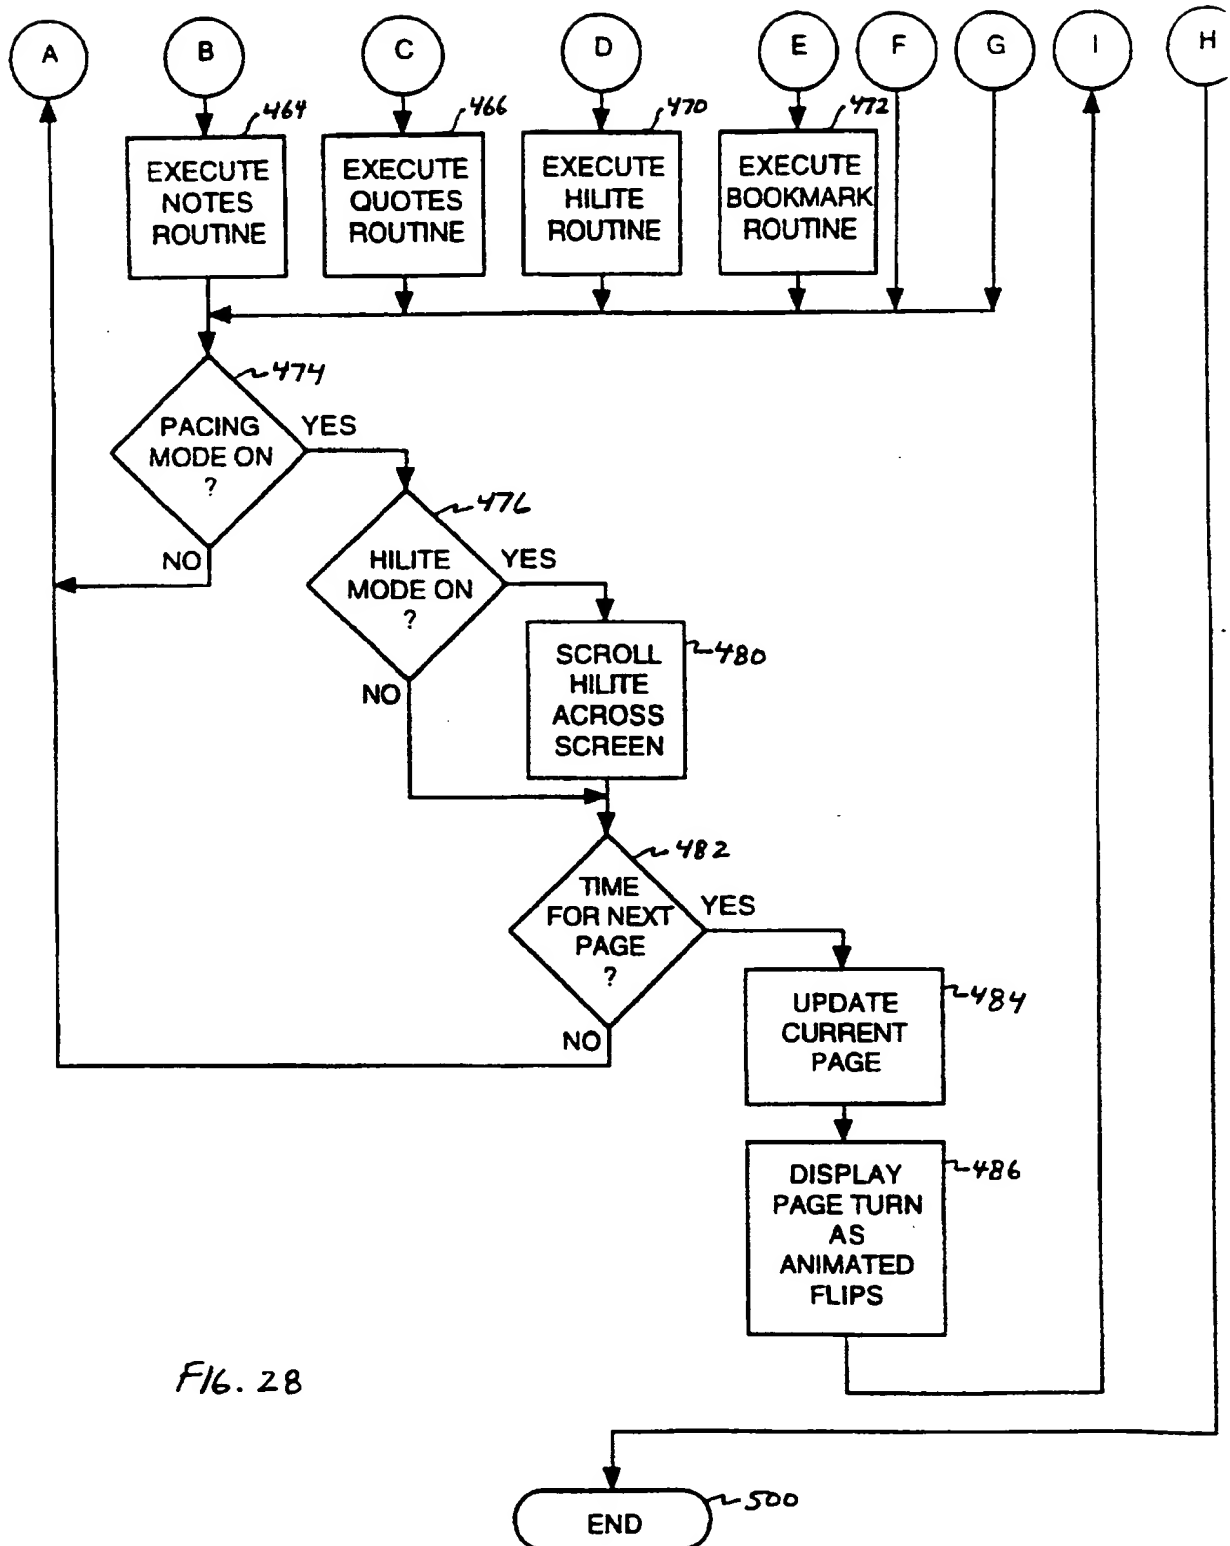 A
B
C
D
E
F
G
I
H
464
466
470
472
EXECUTE
NOTES
ROUTINE
EXECUTE
QUOTES
ROUTINE
EXECUTE
HILITE
ROUTINE
EXECUTE
BOOKMARK
ROUTINE
474
PACING
MODE ON
?
YES
NO
476
HILITE
MODE ON
?
YES
NO
480
SCROLL
HILITE
ACROSS
SCREEN
482
TIME
FOR NEXT
PAGE
?
YES
NO
484
UPDATE
CURRENT
PAGE
486
DISPLAY
PAGE TURN
AS
ANIMATED
FLIPS
FIG. 28
500
END